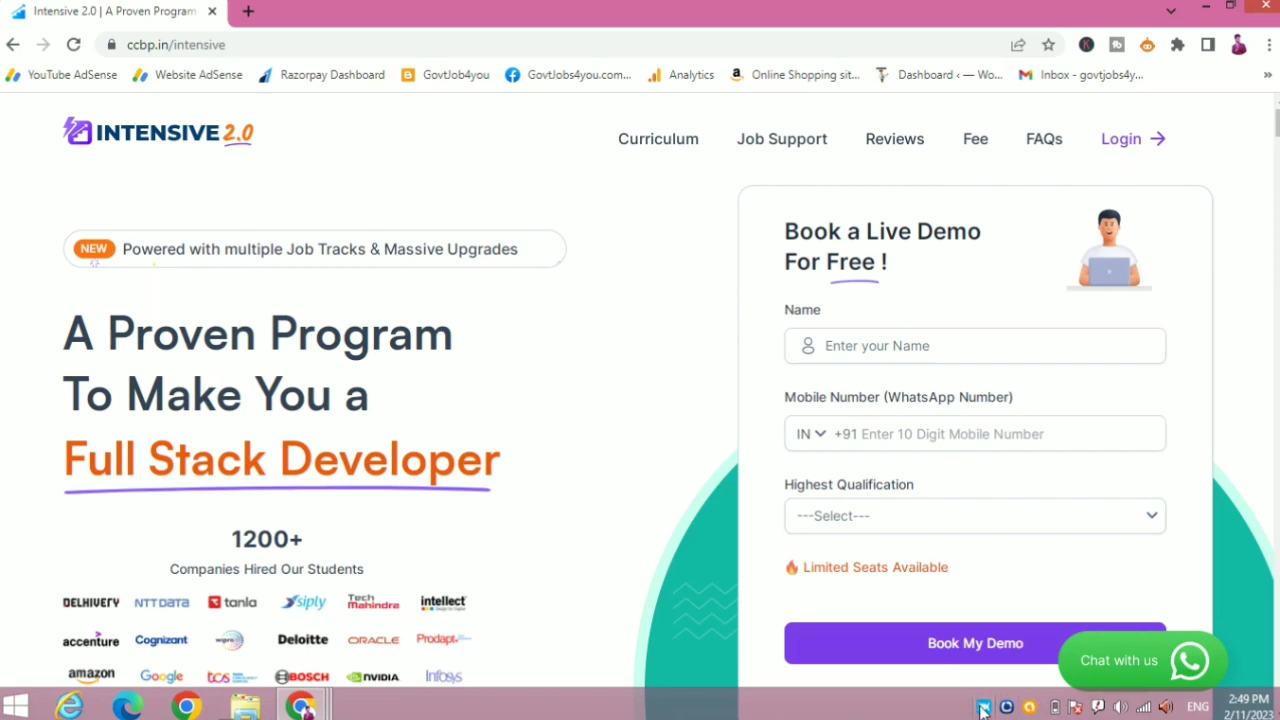 Intensive 2.0 | A Proven Program
ccbp.in/intensive
YouTube AdSense
Website AdSense
Razorpay Dashboard
GovtJob4you
GovtJobs4you.com...
Analytics
Online Shopping sit...
Dashboard ‹ — Wo...
Inbox - govtjobs4y...
INTENSIVE 2.0
Curriculum
Job Support
Reviews
Fee
FAQs
Login
NEW Powered with multiple Job Tracks & Massive Upgrades
A Proven Program
To Make You a
Full Stack Developer
1200+
Companies Hired Our Students
DELHIVERY NTT DATA tanla siply Tech Mahindra intellect
accenture Cognizant wipro Deloitte ORACLE Prodapt
amazon Google tcs BOSCH NVIDIA Infosys
Book a Live Demo
For Free !
Name
Enter your Name
Mobile Number (WhatsApp Number)
IN +91 Enter 10 Digit Mobile Number
Highest Qualification
---Select---
Limited Seats Available
Book My Demo
Chat with us
ENG
2:49 PM
2/11/2023